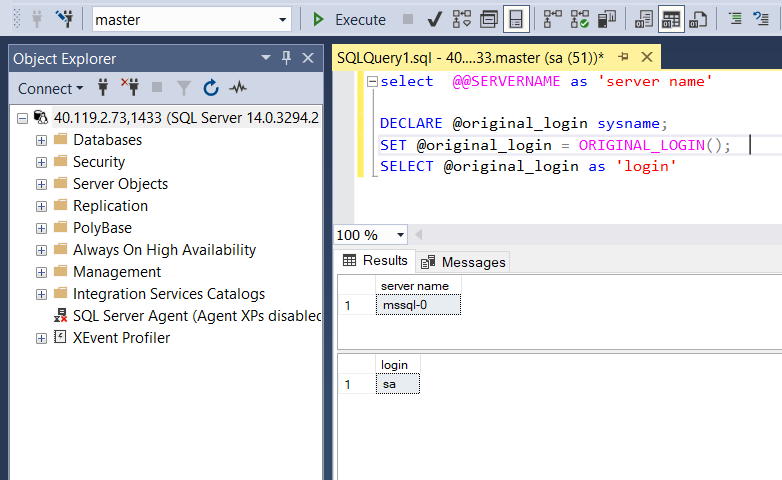 master
Execute
Object Explorer
Connect
40.119.2.73,1433 (SQL Server 14.0.3294.2
Databases
Security
Server Objects
Replication
PolyBase
Always On High Availability
Management
Integration Services Catalogs
SQL Server Agent (Agent XPs disabled
XEvent Profiler
SQLQuery1.sql - 40....33.master (sa (51))*
select  @@SERVERNAME as 'server name'
DECLARE @original_login sysname;
SET @original_login = ORIGINAL_LOGIN();
SELECT @original_login as 'login'
100 %
Results
Messages
server name
1 mssql-0
login
1 sa